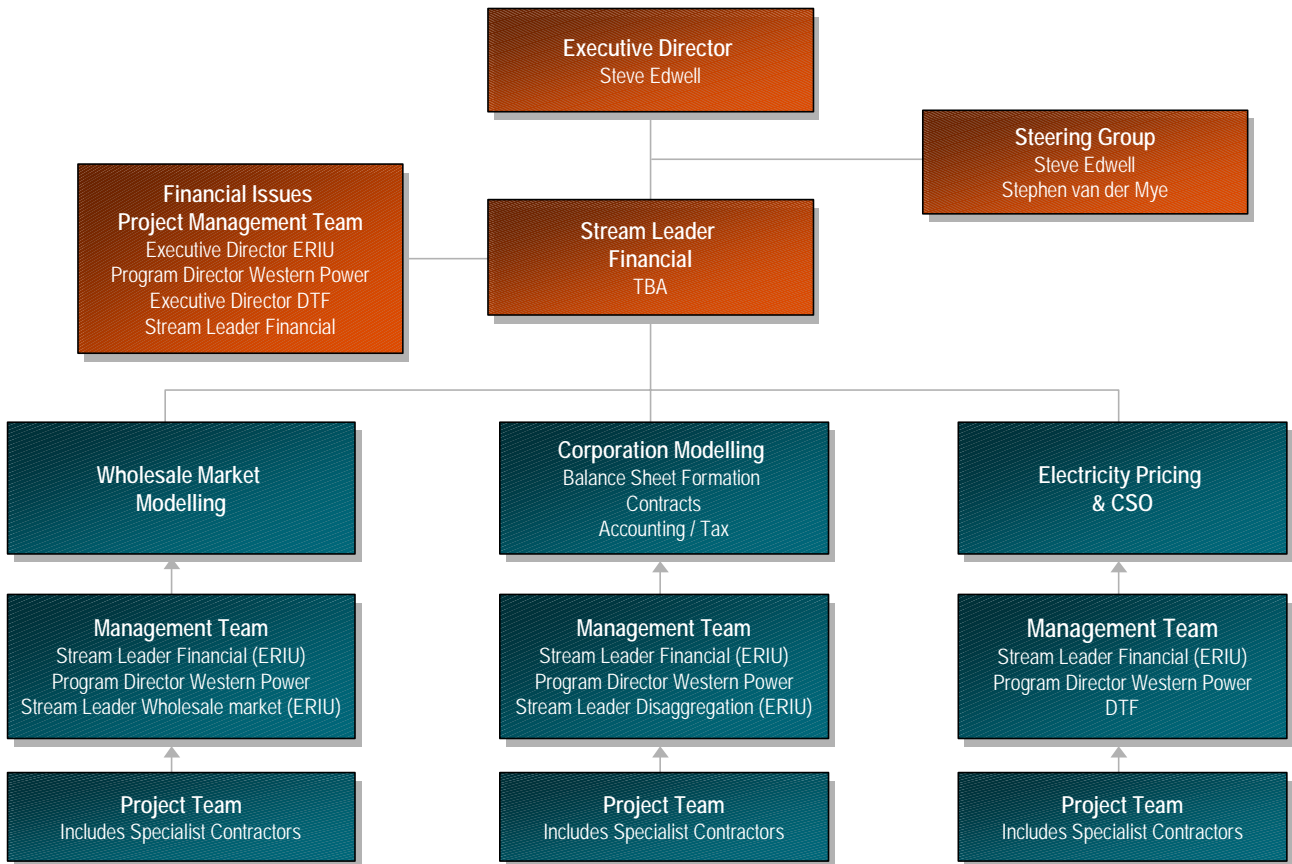 Executive Director
Steve Edwell
Steering Group
Steve Edwell
Stephen van der Mye
Financial Issues
Project Management Team
Executive Director ERIU
Program Director Western Power
Executive Director DTF
Stream Leader Financial
Stream Leader
Financial
TBA
Wholesale Market
Modelling
Corporation Modelling
Balance Sheet Formation
Contracts
Accounting / Tax
Electricity Pricing
& CSO
Management Team
Stream Leader Financial (ERIU)
Program Director Western Power
Stream Leader Wholesale market (ERIU)
Management Team
Stream Leader Financial (ERIU)
Program Director Western Power
Stream Leader Disaggregation (ERIU)
Management Team
Stream Leader Financial (ERIU)
Program Director Western Power
DTF
Project Team
Includes Specialist Contractors
Project Team
Includes Specialist Contractors
Project Team
Includes Specialist Contractors